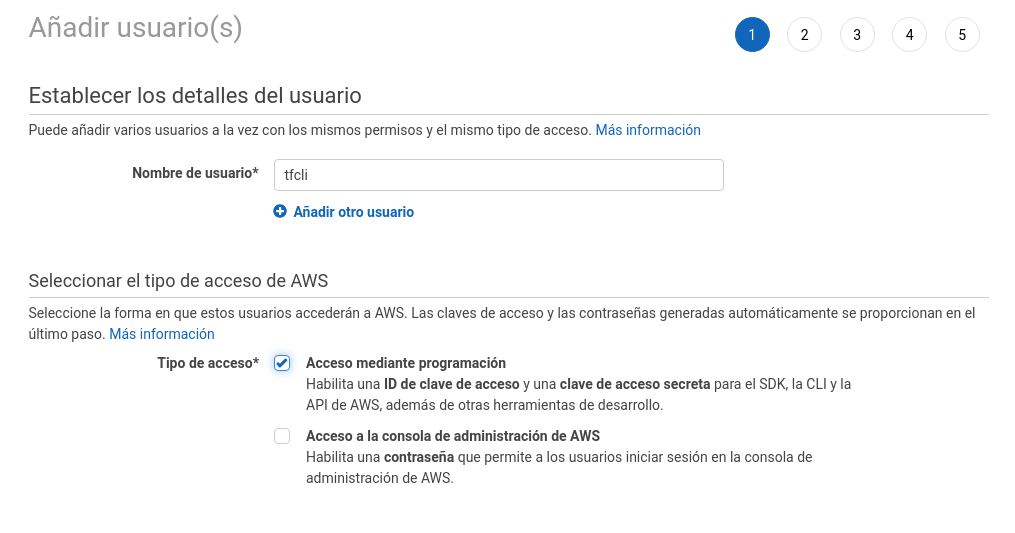 Añadir usuario(s)
1 2 3 4 5
Establecer los detalles del usuario
Puede añadir varios usuarios a la vez con los mismos permisos y el mismo tipo de acceso. Más información
Nombre de usuario* tfcli
Añadir otro usuario
Seleccionar el tipo de acceso de AWS
Seleccione la forma en que estos usuarios accederán a AWS. Las claves de acceso y las contraseñas generadas automáticamente se proporcionan en el
último paso. Más información
Tipo de acceso* Acceso mediante programación
Habilita una ID de clave de acceso y una clave de acceso secreta para el SDK, la CLI y la
API de AWS, además de otras herramientas de desarrollo.
Acceso a la consola de administración de AWS
Habilita una contraseña que permite a los usuarios iniciar sesión en la consola de
administración de AWS.